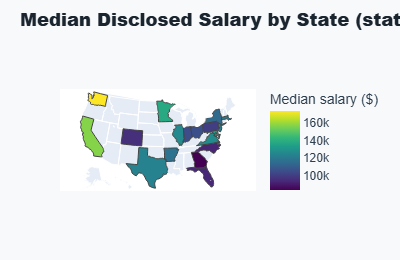 Median Disclosed Salary by State (stat
Median salary ($)
160k
140k
120k
100k